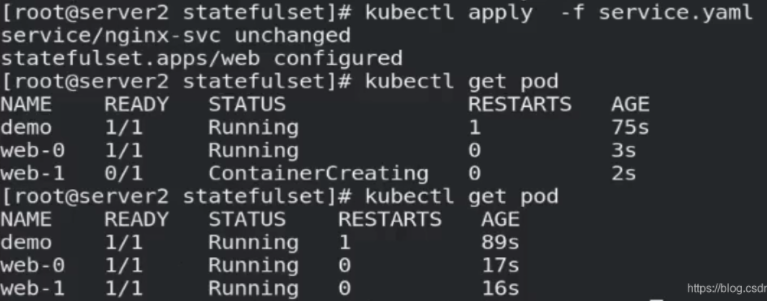 [root@server2 statefulset]# kubectl apply  -f service.yaml
service/nginx-svc unchanged
statefulset.apps/web configured
[root@server2 statefulset]# kubectl get pod
NAME    READY   STATUS              RESTARTS   AGE
demo    1/1     Running             1          75s
web-0   1/1     Running             0          3s
web-1   0/1     ContainerCreating   0          2s
[root@server2 statefulset]# kubectl get pod
NAME    READY   STATUS    RESTARTS   AGE
demo    1/1     Running   1          89s
web-0   1/1     Running   0          17s
web-1   1/1     Running   0          16s
https://blog.csdn